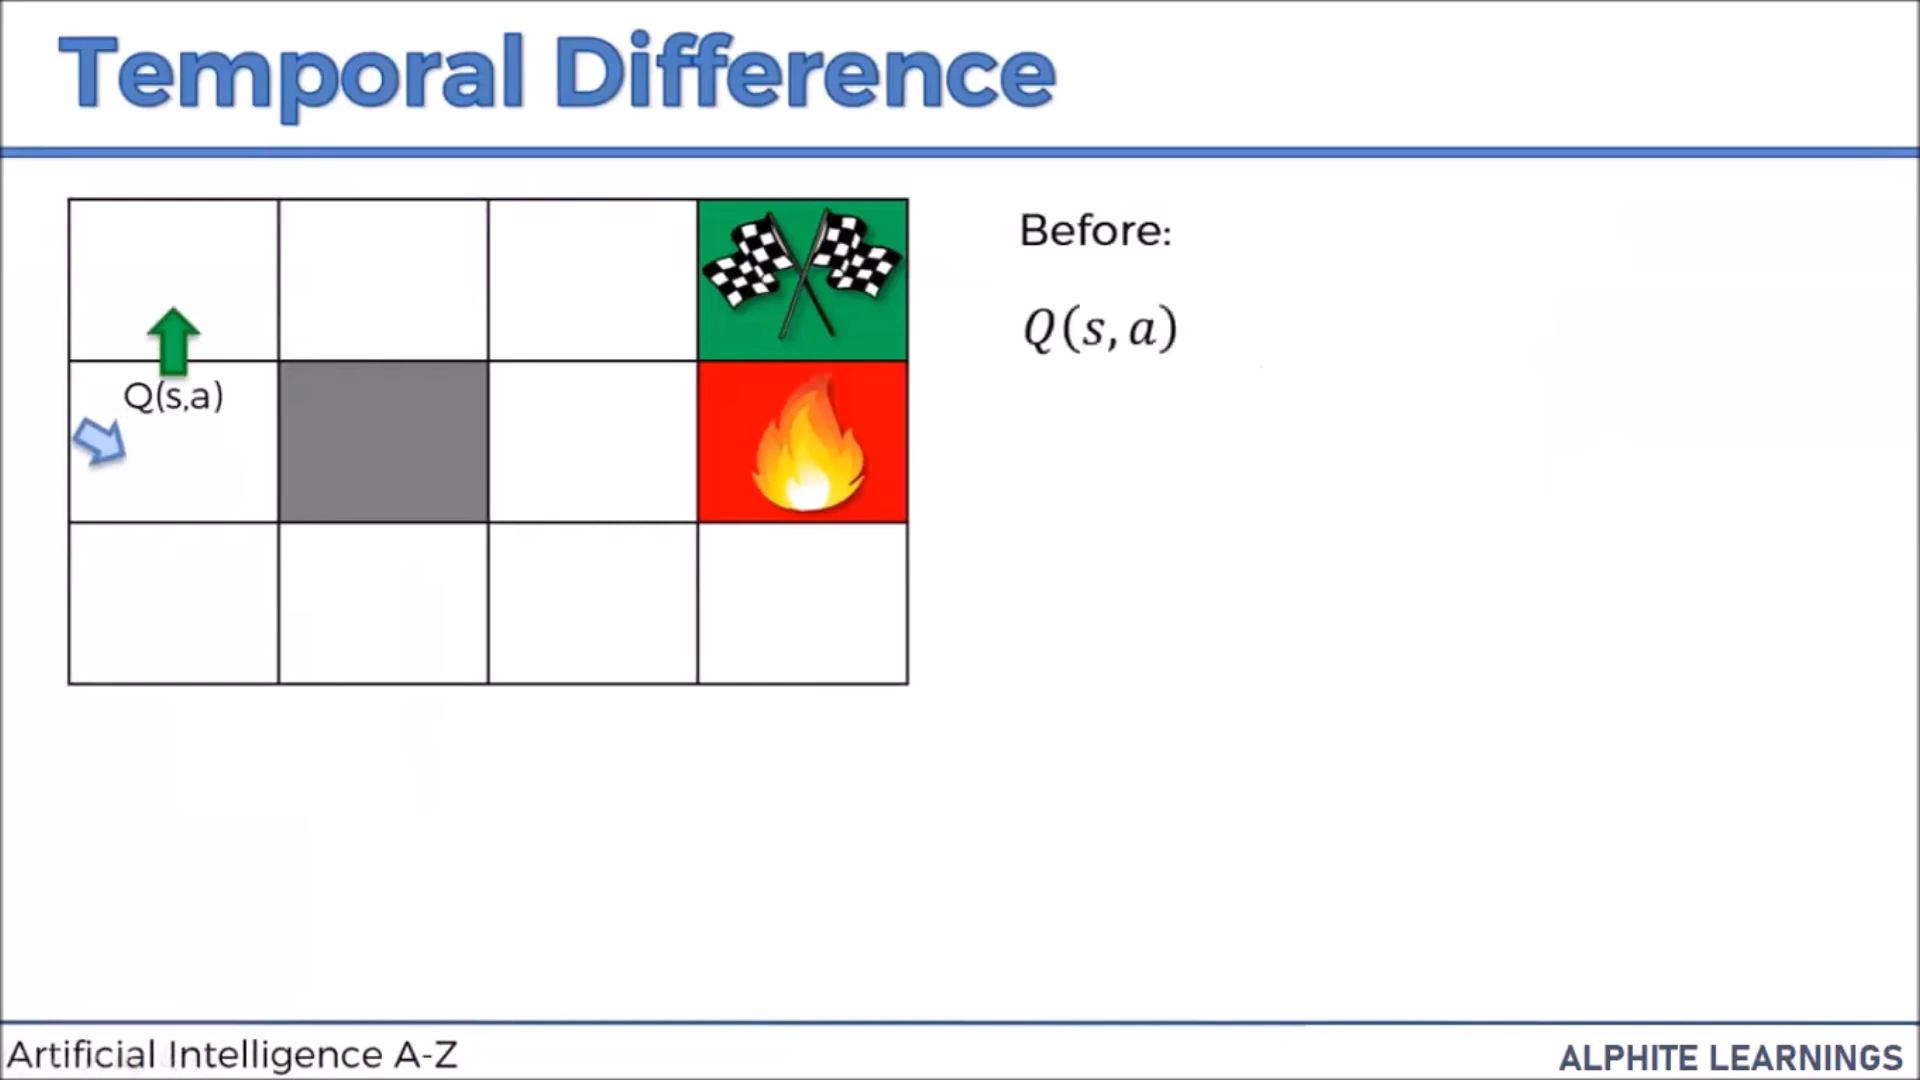 Temporal Difference
Before:
Q(s, a)
Q(s,a)
Artificial Intelligence A-Z
ALPHITE LEARNINGS